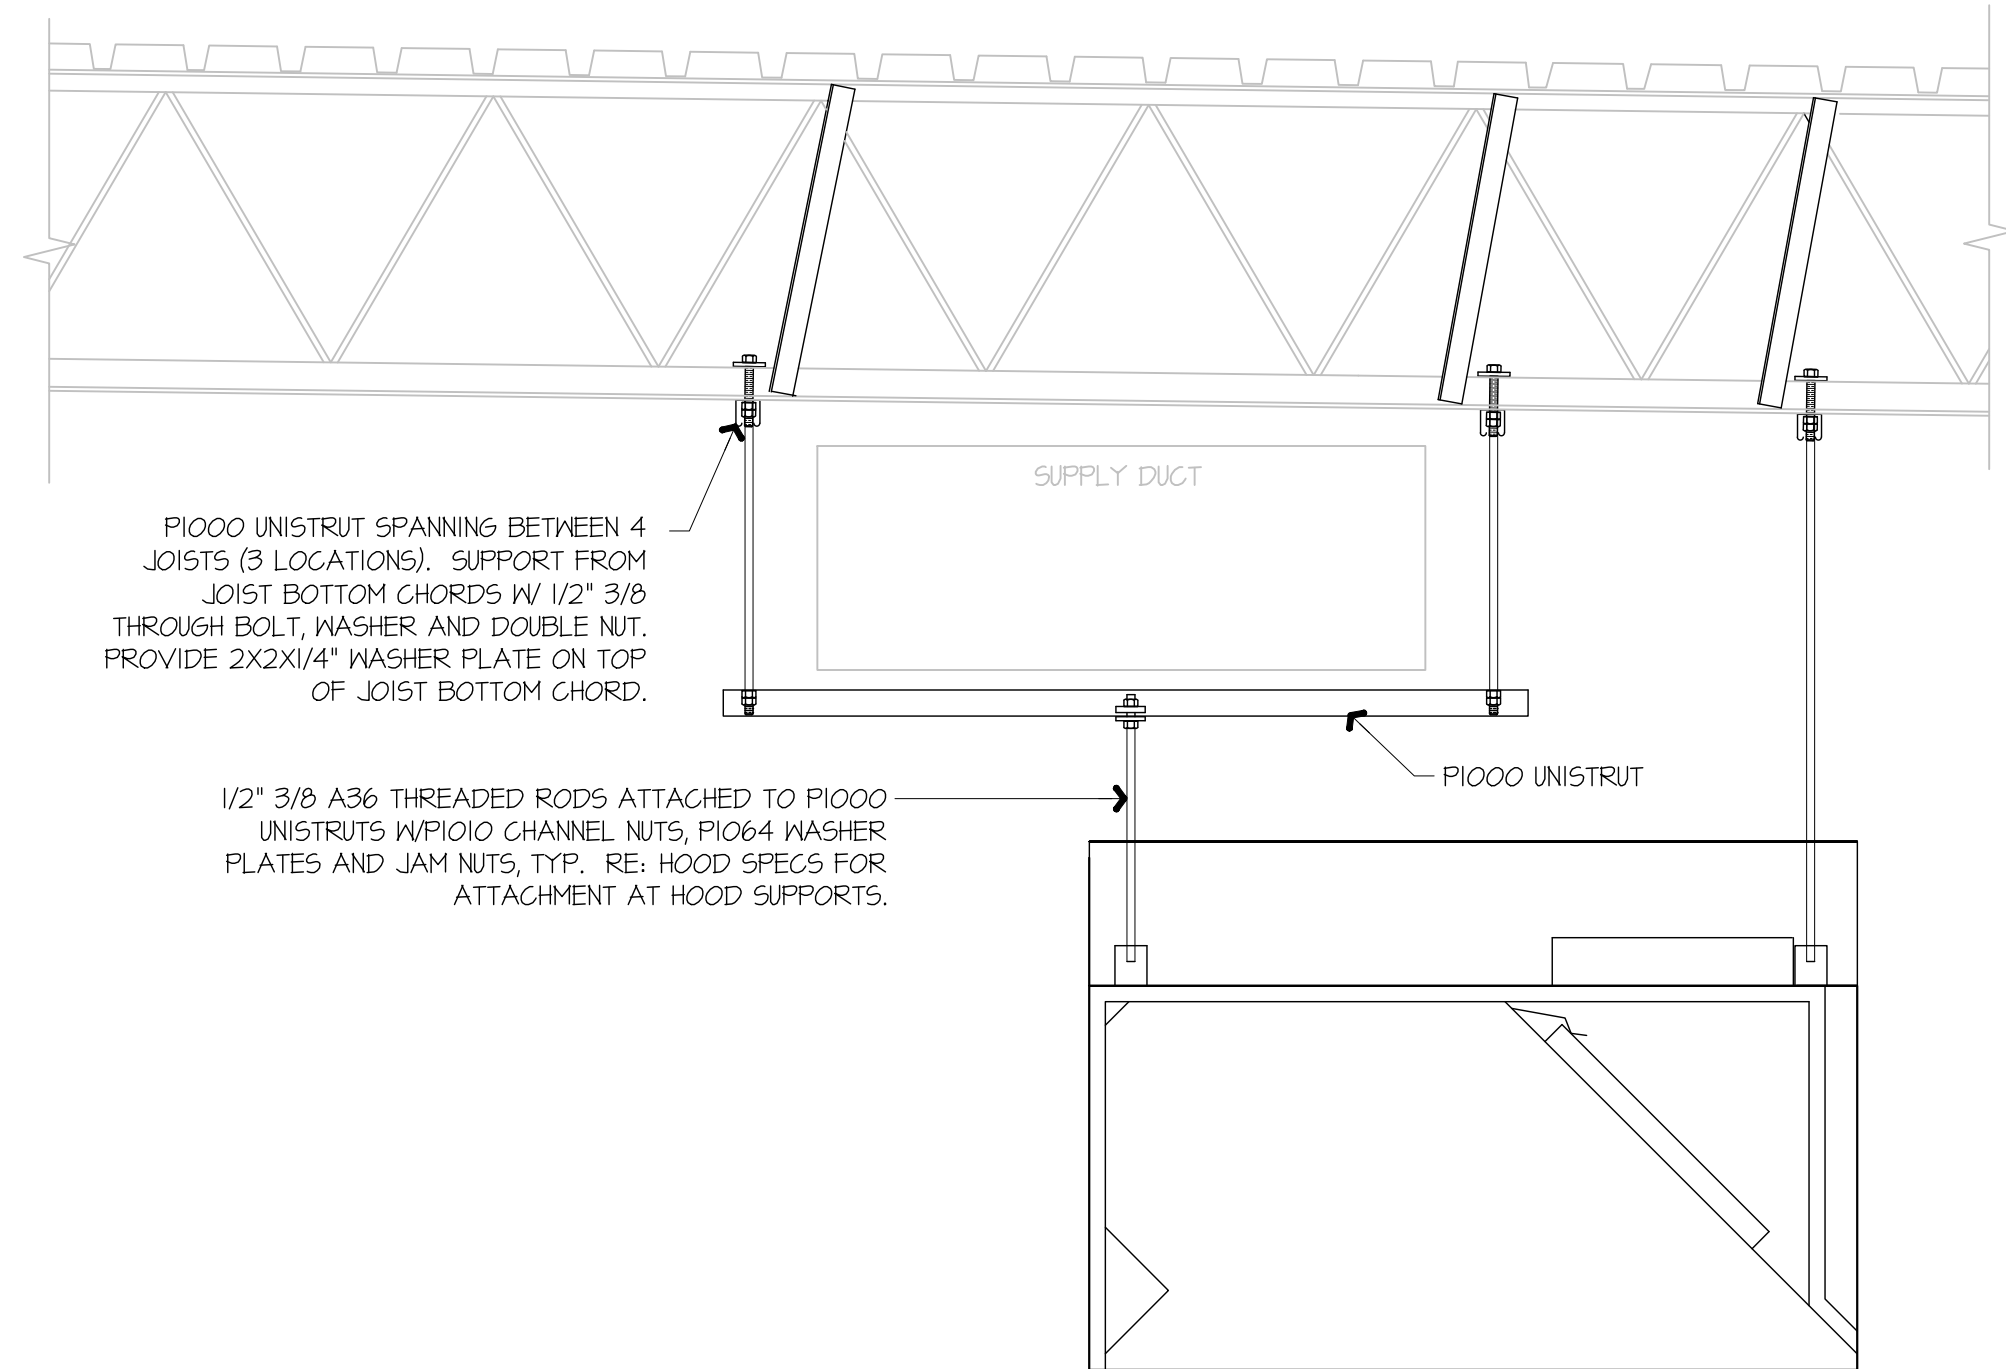 SUPPLY DUCT
P1000 UNISTRUT SPANNING BETWEEN 4
JOISTS (3 LOCATIONS). SUPPORT FROM
JOIST BOTTOM CHORDS W/ 1/2" 3/8
THROUGH BOLT, WASHER AND DOUBLE NUT.
PROVIDE 2X2X1/4" WASHER PLATE ON TOP
OF JOIST BOTTOM CHORD.
P1000 UNISTRUT
1/2" 3/8 A36 THREADED RODS ATTACHED TO P1000
UNISTRUTS W/P1010 CHANNEL NUTS, P1064 WASHER
PLATES AND JAM NUTS, TYP. RE: HOOD SPECS FOR
ATTACHMENT AT HOOD SUPPORTS.